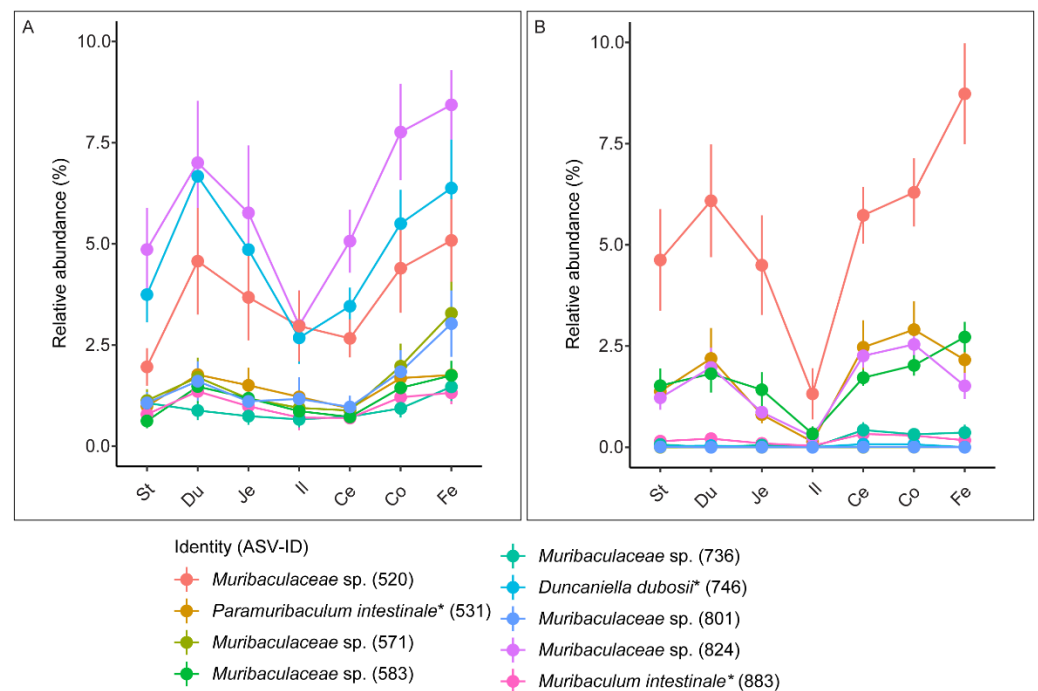 A
Relative abundance (%)
10.0
7.5
5.0
2.5
0.0
St Du Je Il Ce Co Fe
B
Relative abundance (%)
10.0
7.5
5.0
2.5
0.0
St Du Je Il Ce Co Fe
Identity (ASV-ID)
Muribaculaceae sp. (520)
Paramuribaculum intestinale* (531)
Muribaculaceae sp. (571)
Muribaculaceae sp. (583)
Muribaculaceae sp. (736)
Duncaniella dubosii* (746)
Muribaculaceae sp. (801)
Muribaculaceae sp. (824)
Muribaculum intestinale* (883)